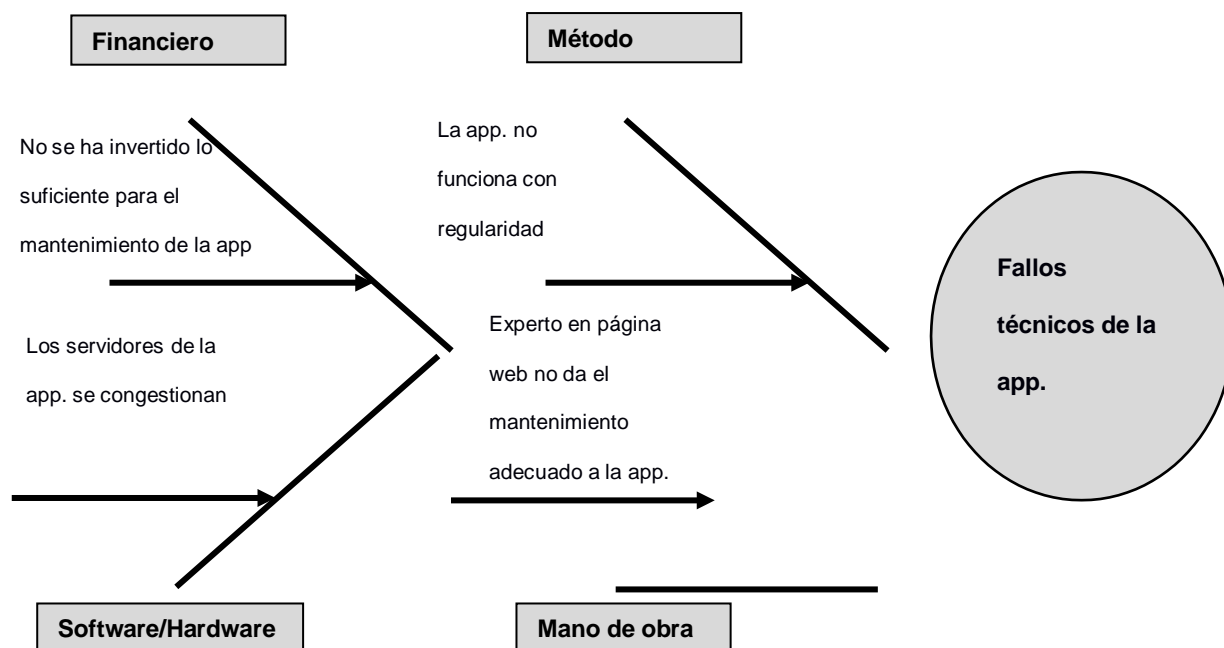 Financiero
Método
No se ha invertido lo
suficiente para el
mantenimiento de la app
La app. no
funciona con
regularidad
Los servidores de la
app. se congestionan
Experto en página
web no da el
mantenimiento
adecuado a la app.
Fallos
técnicos de la
app.
Software/Hardware
Mano de obra